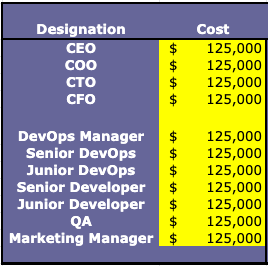 Designation Cost
CEO $ 125,000
COO $ 125,000
CTO $ 125,000
CFO $ 125,000
DevOps Manager $ 125,000
Senior DevOps $ 125,000
Junior DevOps $ 125,000
Senior Developer $ 125,000
Junior Developer $ 125,000
QA $ 125,000
Marketing Manager $ 125,000